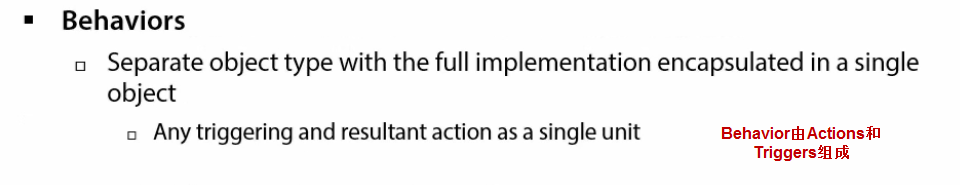 ▪ Behaviors
▫ Separate object type with the full implementation encapsulated in a single
object
▫ Any triggering and resultant action as a single unit
Behavior由Actions和
Triggers组成